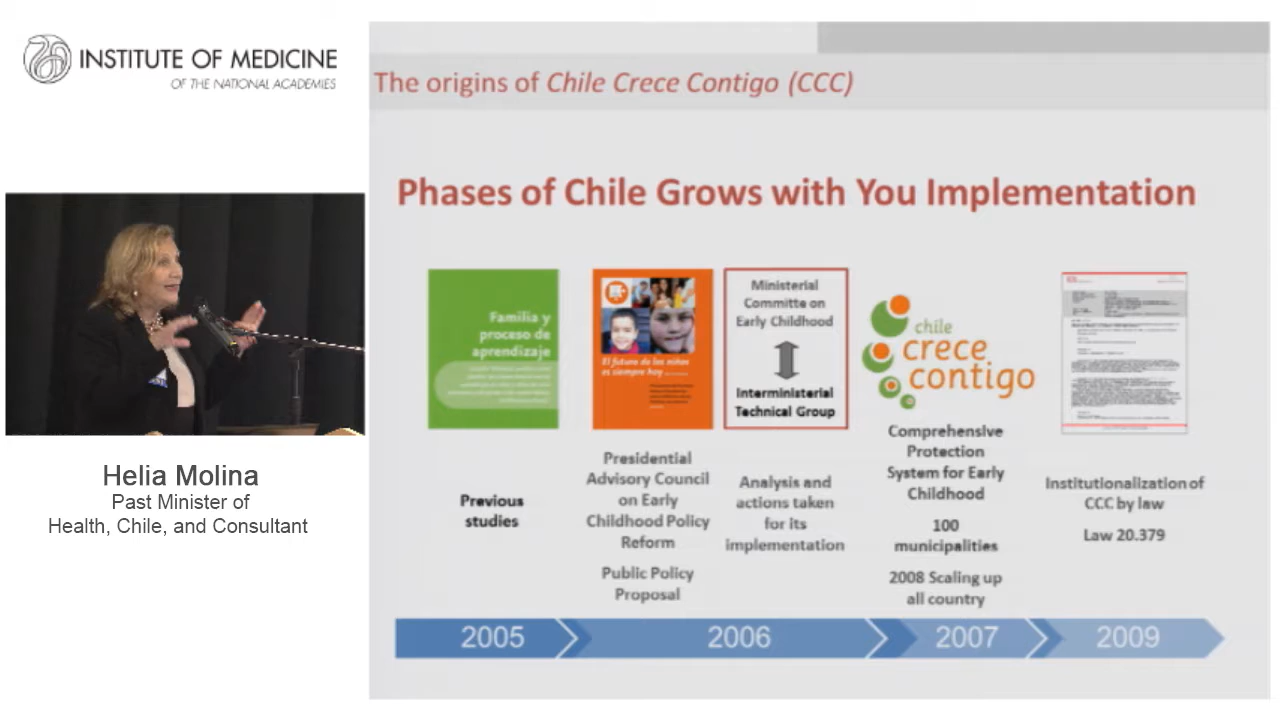 INSTITUTE OF MEDICINE
OF THE NATIONAL ACADEMIES
The origins of Chile Crece Contigo (CCC)
Phases of Chile Grows with You Implementation
Familia y
proceso de
aprendizaje
El futuro de los niños
es siempre hoy
Ministerial
Committe on
Early Childhood
Interministerial
Technical Group
chile
crece
contigo
Previous
studies
Presidential
Advisory Council
on Early
Childhood Policy
Reform
Public Policy
Proposal
Analysis and
actions taken
for its
implementation
Comprehensive
Protection
System for Early
Childhood
100
municipalities
2008 Scaling up
all country
Institutionalization of
CCC by law
Law 20.379
2005
2006
2007
2009
Helia Molina
Past Minister of
Health, Chile, and Consultant